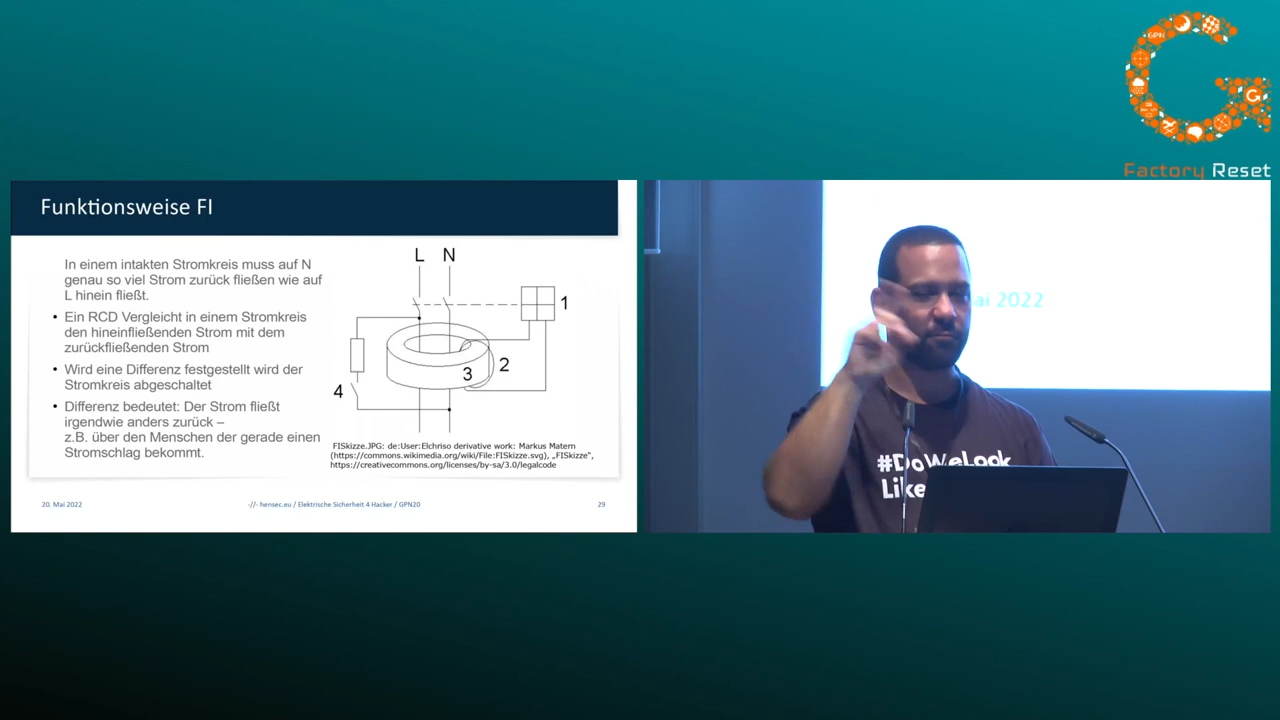 GPN
Factory Reset
Funktionsweise FI
In einem intakten Stromkreis muss auf N
genau so viel Strom zurück fließen wie auf
L hinein fließt.
• Ein RCD Vergleicht in einem Stromkreis
den hineinfließenden Strom mit dem
zurückfließenden Strom
• Wird eine Differenz festgestellt wird der
Stromkreis abgeschaltet
• Differenz bedeutet: Der Strom fließt
irgendwie anders zurück –
z.B. über den Menschen der gerade einen
Stromschlag bekommt.
L N
1
2
3
4
FISkizze.JPG: de:User:Elchriso derivative work: Markus Matern
(https://commons.wikimedia.org/wiki/File:FISkizze.svg), „FISkizze“,
https://creativecommons.org/licenses/by-sa/3.0/legalcode
20. Mai 2022
-//- hensec.eu / Elektrische Sicherheit 4 Hacker / GPN20
29
ai 2022
#DoWeLook
Like